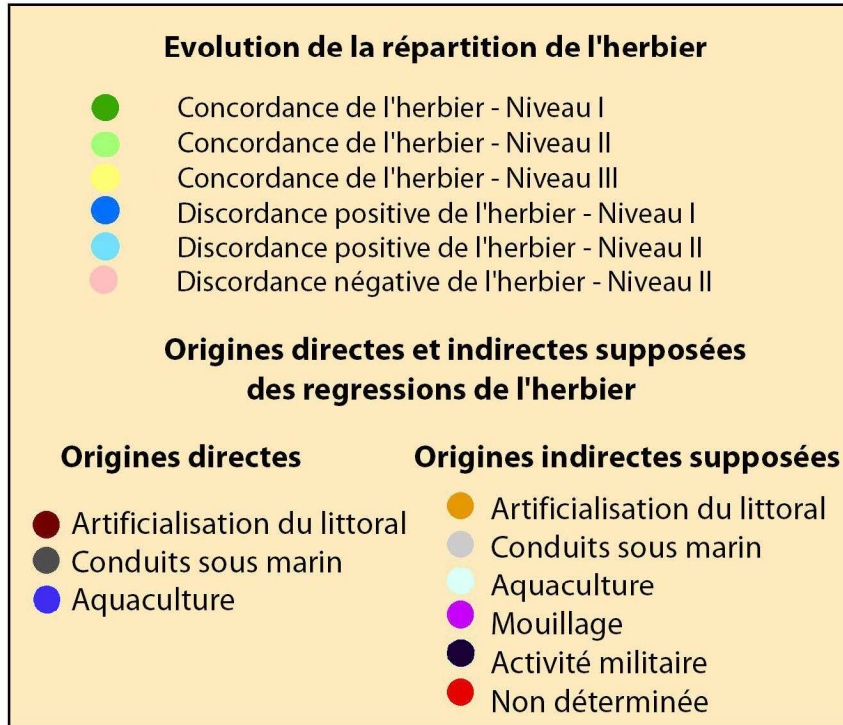 Evolution de la répartition de l'herbier
Concordance de l'herbier - Niveau I
Concordance de l'herbier - Niveau II
Concordance de l'herbier - Niveau III
Discordance positive de l'herbier - Niveau I
Discordance positive de l'herbier - Niveau II
Discordance négative de l'herbier - Niveau II
Origines directes et indirectes supposées
des regressions de l'herbier
Origines directes
Artificialisation du littoral
Conduits sous marin
Aquaculture
Origines indirectes supposées
Artificialisation du littoral
Conduits sous marin
Aquaculture
Mouillage
Activité militaire
Non déterminée